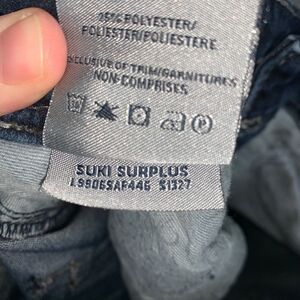 25% POLYESTER/
POLIESTER/POLIESTERE
EXCLUSIVE OF TRIM/GARNITURES
NON-COMPRISES
SUKI SURPLUS
L9906SAF446 S1327